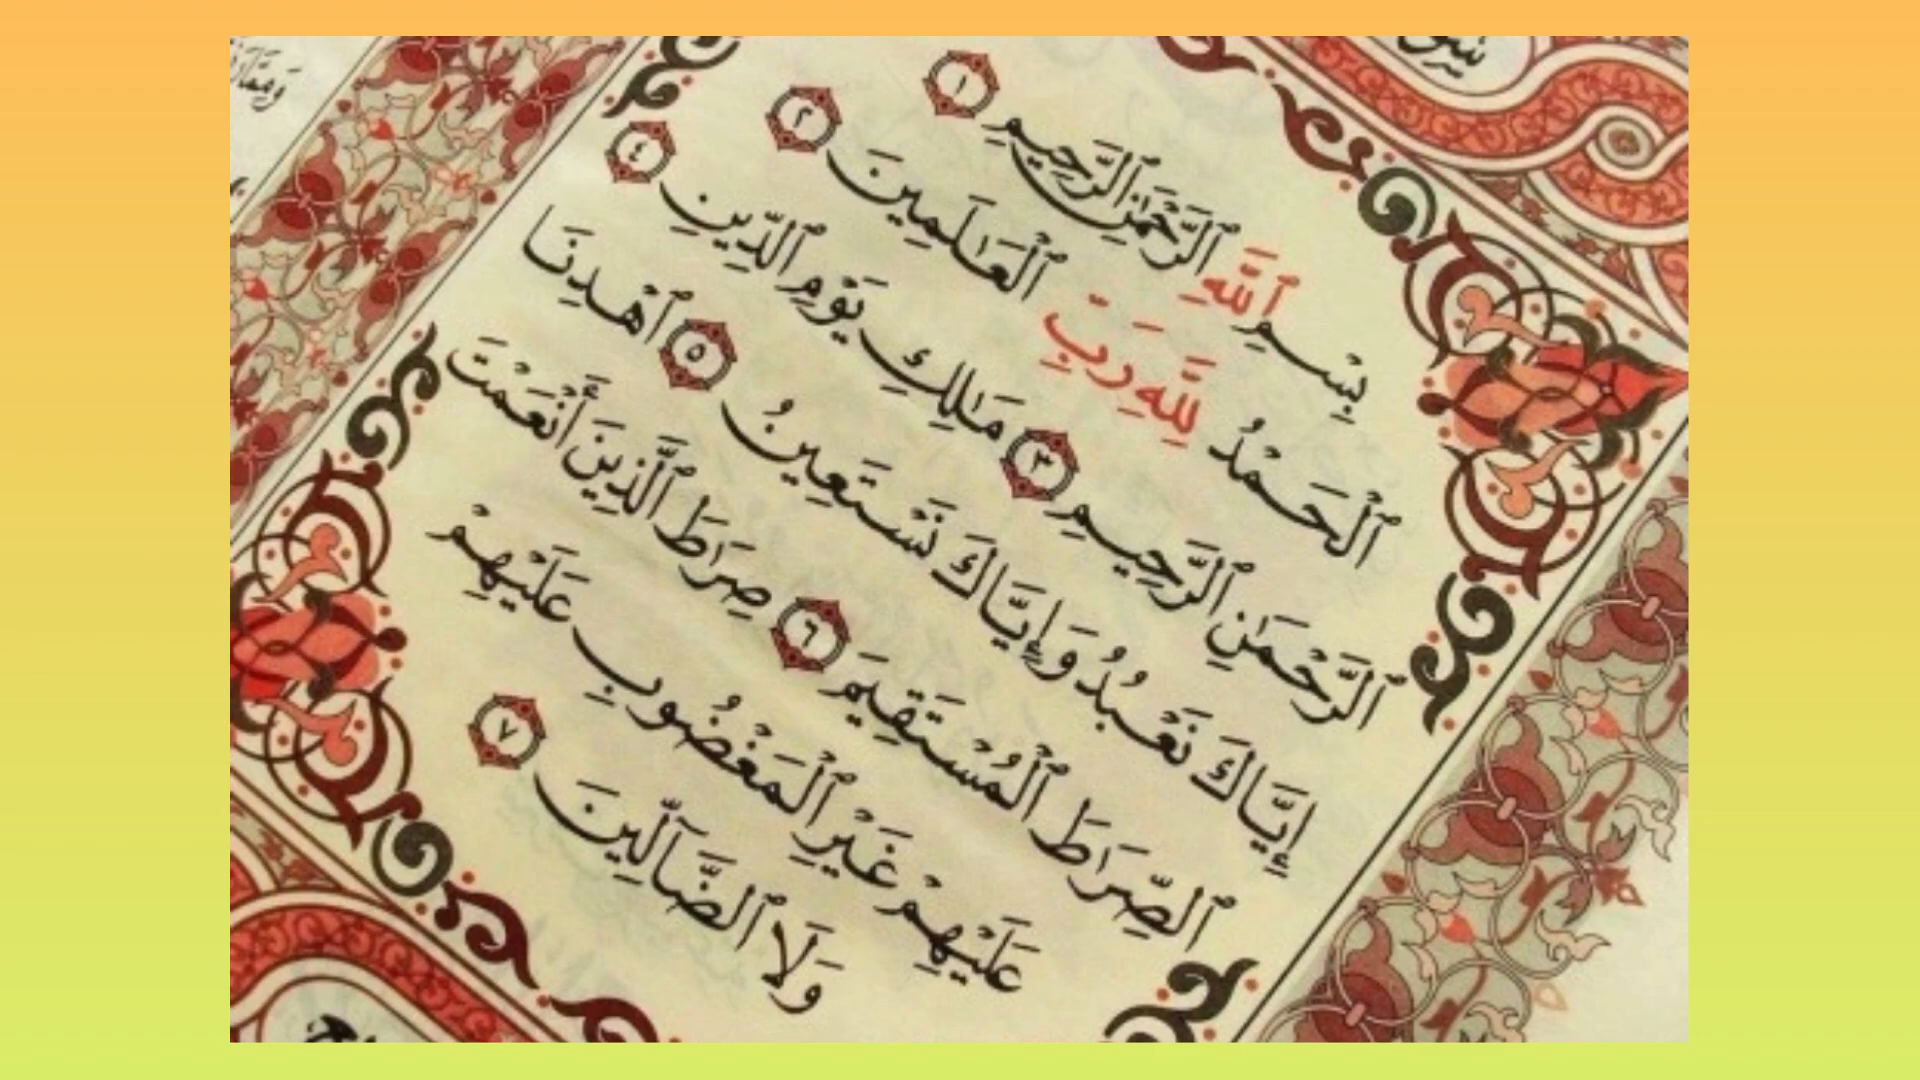 بِسْمِ ٱللَّهِ ٱلرَّحْمَٰنِ ٱلرَّحِيمِ ١
ٱلْحَمْدُ لِلَّهِ رَبِّ ٱلْعَٰلَمِينَ ٢
ٱلرَّحْمَٰنِ ٱلرَّحِيمِ ٣ مَٰلِكِ يَوْمِ ٱلدِّينِ ٤
إِيَّاكَ نَعْبُدُ وَإِيَّاكَ نَسْتَعِينُ ٥ ٱهْدِنَا
ٱلصِّرَٰطَ ٱلْمُسْتَقِيمَ ٦ صِرَٰطَ ٱلَّذِينَ أَنْعَمْتَ
عَلَيْهِمْ غَيْرِ ٱلْمَغْضُوبِ عَلَيْهِمْ
وَلَا ٱلضَّآلِّينَ ٧